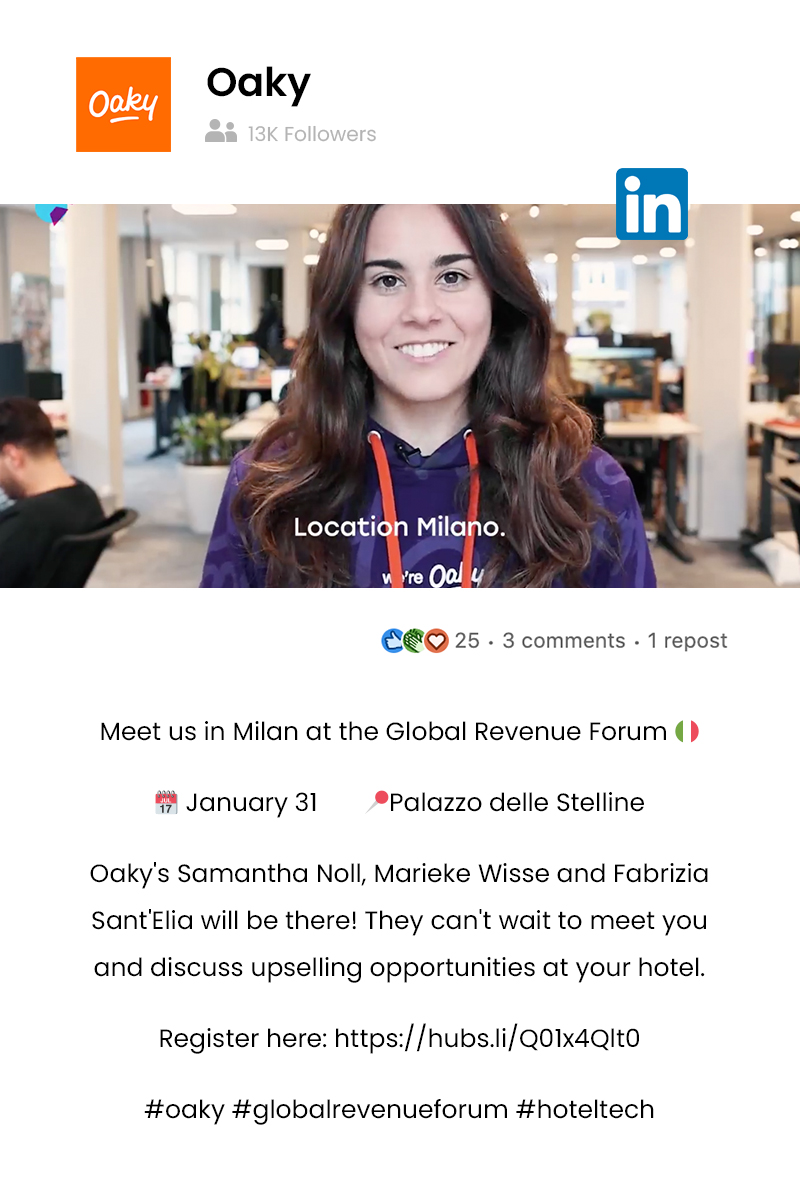 Oaky
Oaky
13K Followers
in
Location Milano.
we're Oaky
25 · 3 comments · 1 repost
Meet us in Milan at the Global Revenue Forum 🇮🇹
📅 January 31 📍Palazzo delle Stelline
Oaky's Samantha Noll, Marieke Wisse and Fabrizia
Sant'Elia will be there! They can't wait to meet you
and discuss upselling opportunities at your hotel.
Register here: https://hubs.li/Q01x4Qlt0
#oaky #globalrevenueforum #hoteltech